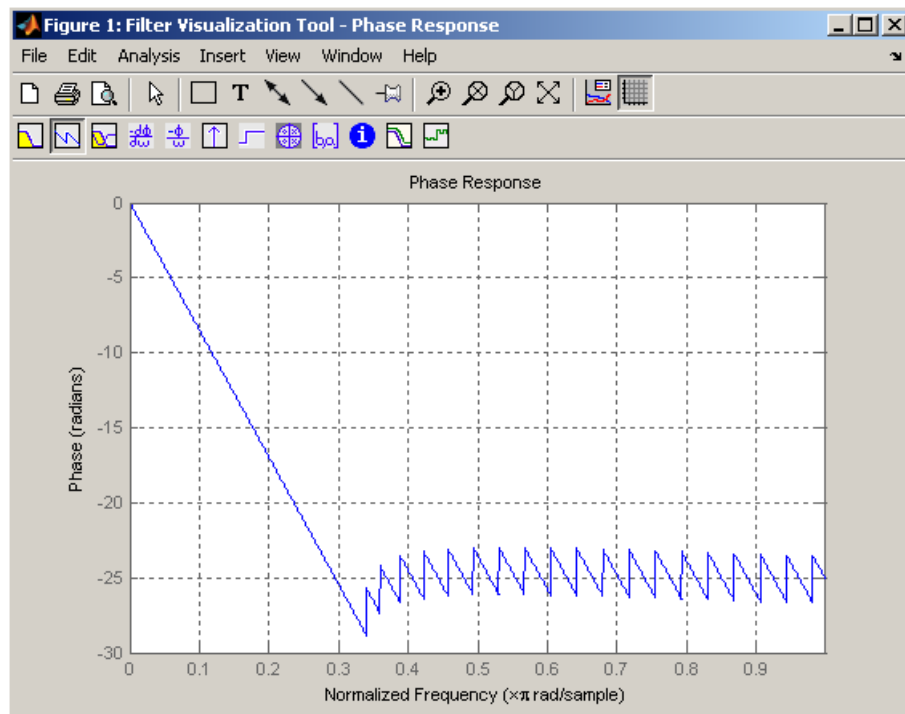 Figure 1: Filter Visualization Tool - Phase Response
File Edit Analysis Insert View Window Help
T
dφ
dω
-φ
ω
[b,a]
i
Phase Response
0
-5
-10
-15
-20
-25
-30
Phase (radians)
0 0.1 0.2 0.3 0.4 0.5 0.6 0.7 0.8 0.9
Normalized Frequency (×π rad/sample)